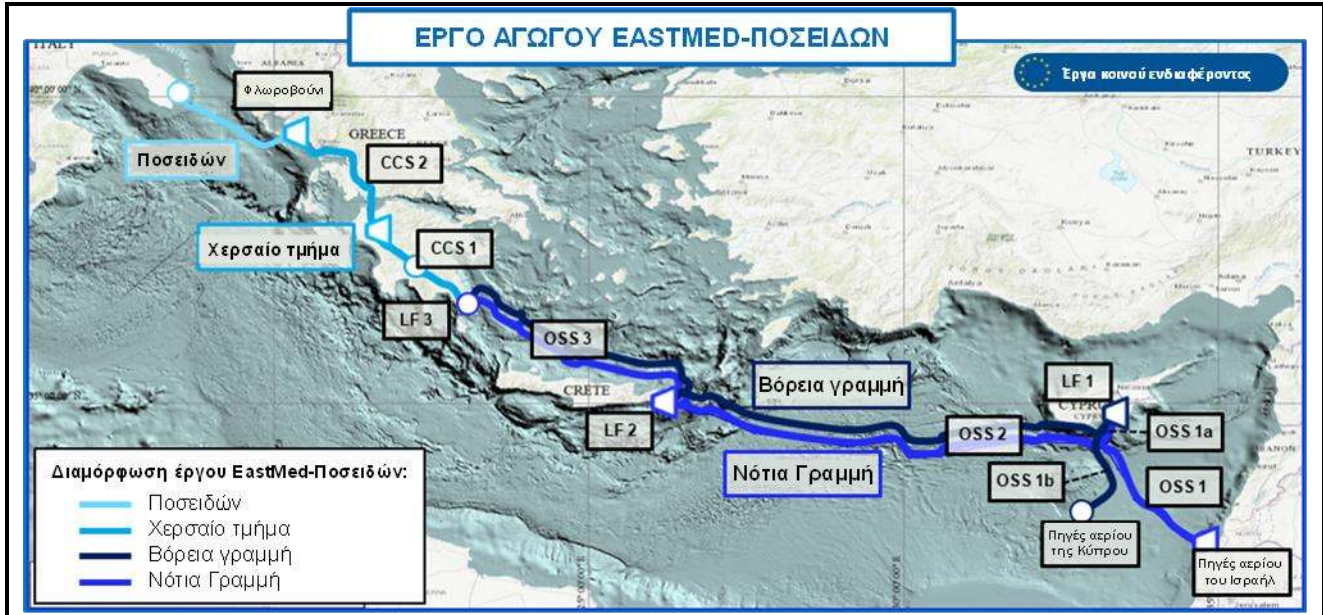 ΕΡΓΟ ΑΓΩΓΟΥ EASTMED-ΠΟΣΕΙΔΩΝ
Έργα κοινού ενδιαφέροντος
ITALY
ALBANIA
Φλωροβούνι
40° 00' 00" N
GREECE
TURKEY
CCS 2
Ποσειδών
Χερσαίο τμήμα
CCS 1
LF 3
OSS 3
Βόρεια γραμμή
LF 1
CRETE
CYPRUS
LF 2
OSS 2
OSS 1a
Νότια Γραμμή
OSS 1b
OSS 1
Πηγές αερίου
της Κύπρου
Πηγές αερίου
του Ισραήλ
Διαμόρφωση έργου EastMed-Ποσειδών:
Ποσειδών
Χερσαίο τμήμα
Βόρεια γραμμή
Νότια Γραμμή